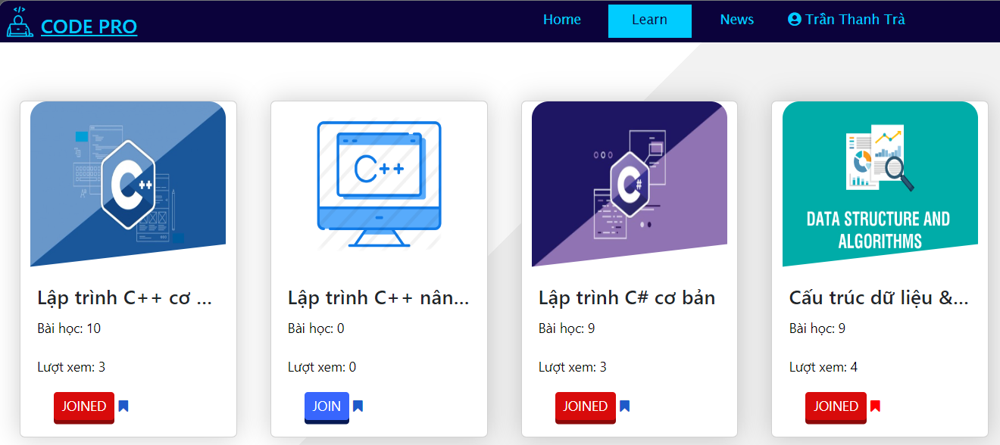 CODE PRO
Home
Learn
News
Trần Thanh Trà
C++
Lập trình C++ cơ ...
Bài học: 10
Lượt xem: 3
JOINED
C++
Lập trình C++ nân...
Bài học: 0
Lượt xem: 0
JOIN
C#
Lập trình C# cơ bản
Bài học: 9
Lượt xem: 3
JOINED
DATA STRUCTURE AND
ALGORITHMS
Cấu trúc dữ liệu &...
Bài học: 9
Lượt xem: 4
JOINED